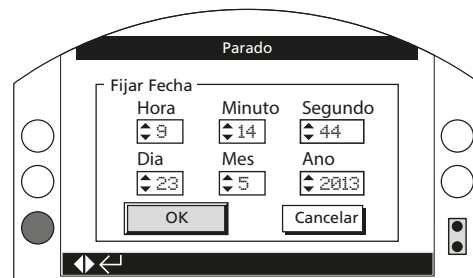 Parado
Fijar Fecha
Hora Minuto Segundo
9 14 44
Dia Mes Ano
23 5 2013
OK Cancelar